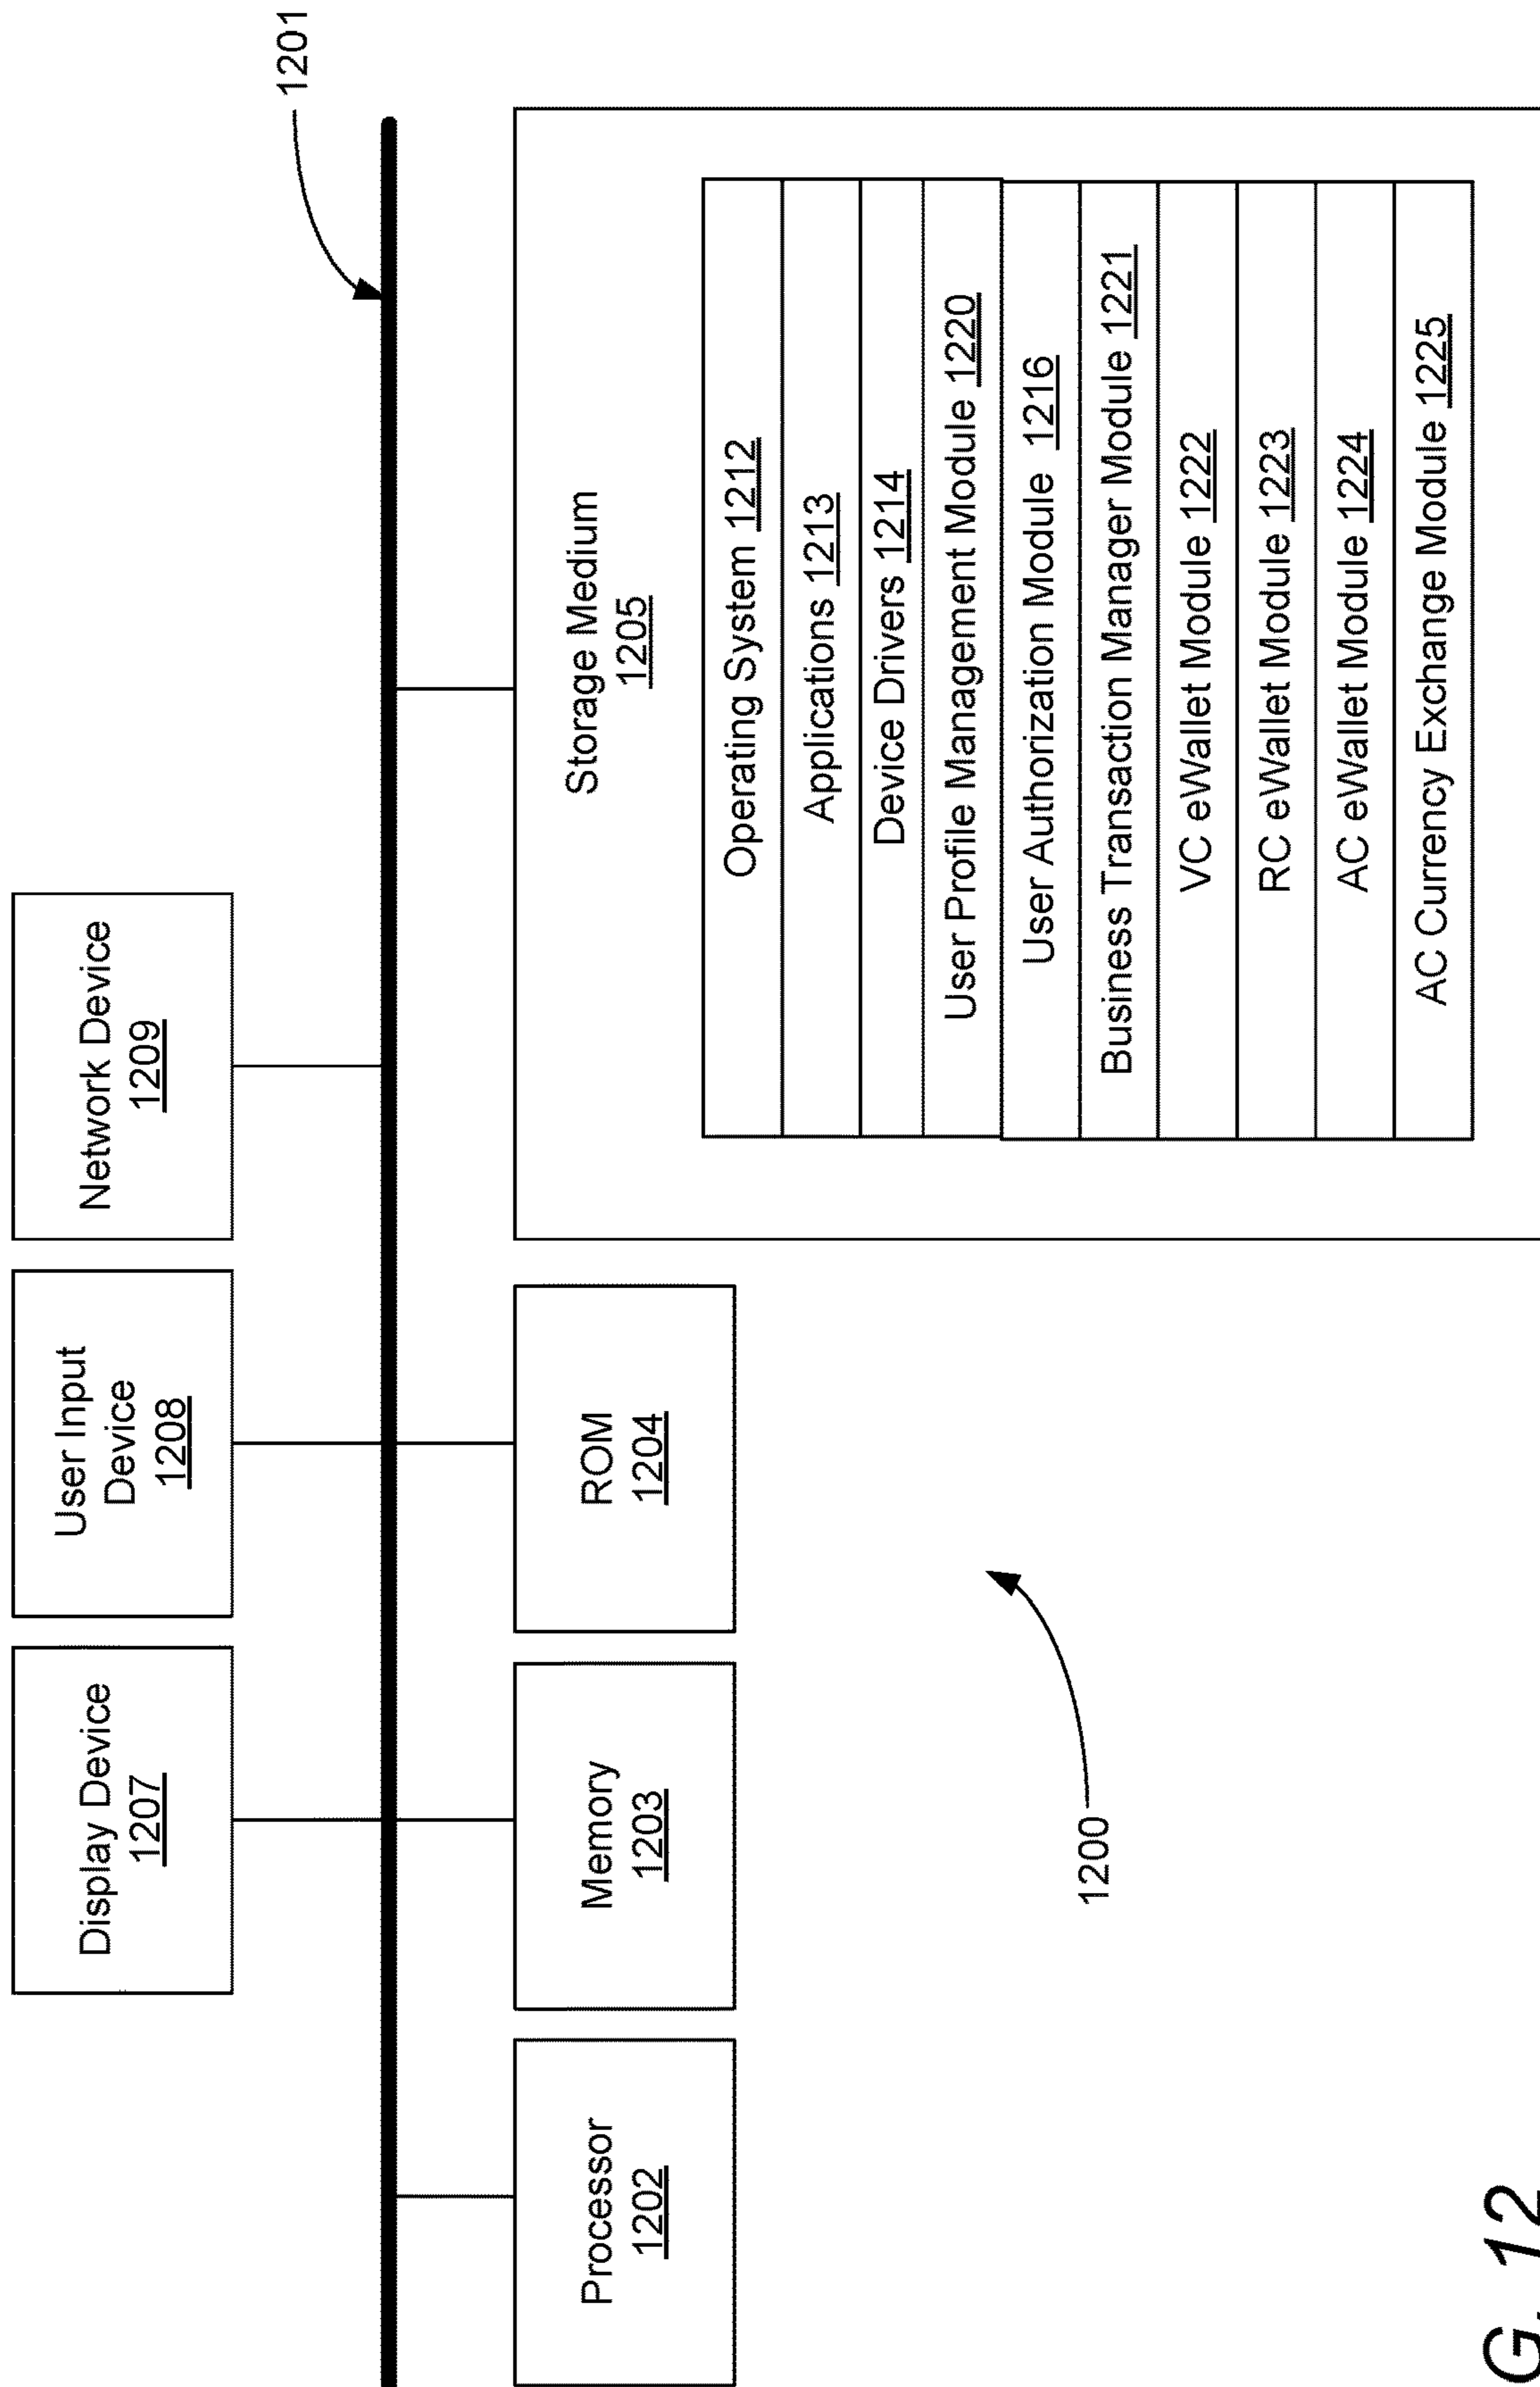 1201
Display Device
1207
User Input
Device
1208
Network Device
1209
Processor
1202
Memory
1203
ROM
1204
Storage Medium
1205
Operating System 1212
Applications 1213
Device Drivers 1214
User Profile Management Module 1220
User Authorization Module 1216
Business Transaction Manager Module 1221
VC eWallet Module 1222
RC eWallet Module 1223
AC eWallet Module 1224
AC Currency Exchange Module 1225
1200
G. 12